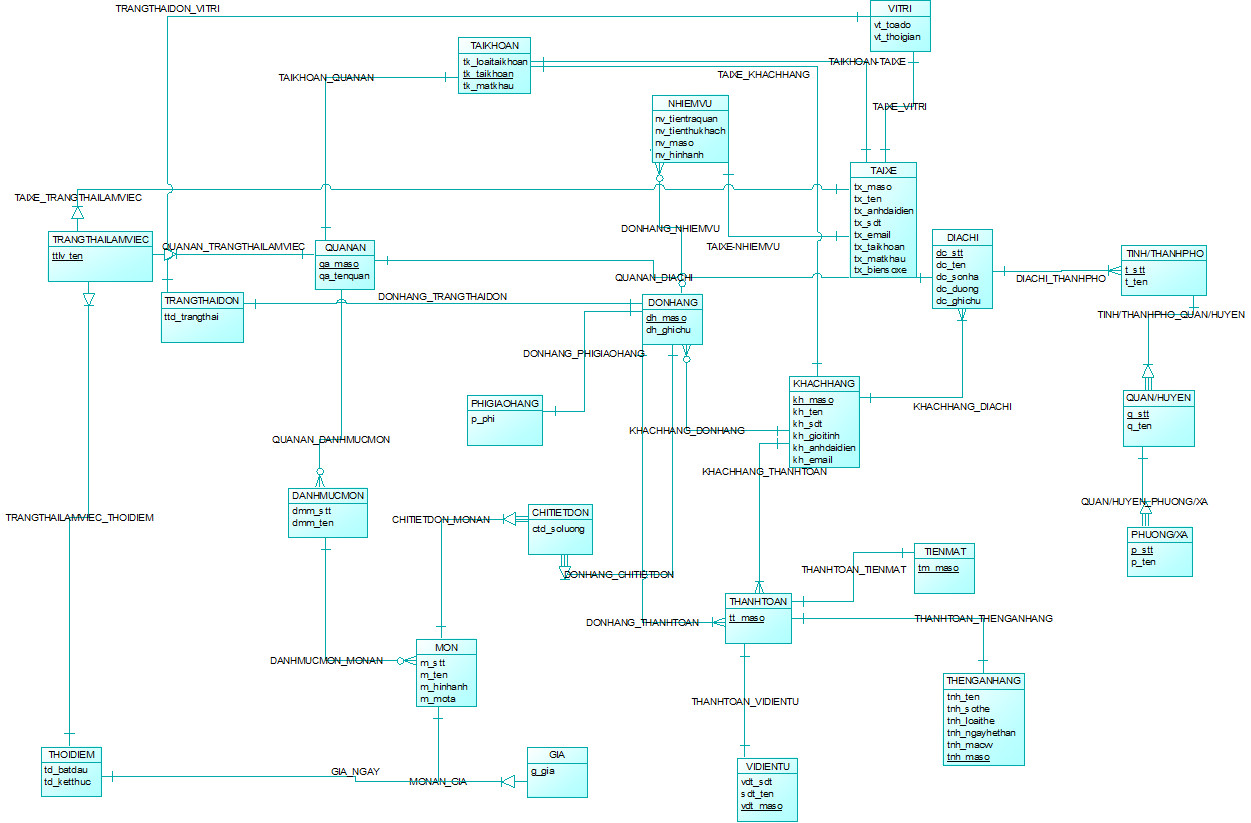 TRANGTHAIDON_VITRI
VITRI
vt_toado
vt_thoigian
TAIKHOAN
tk_loaitaikhoan
tk_taikhoan
tk_matkhau
TAIKHOAN_QUANAN
TAIKHOAN-TAIXE
TAIXE_KHACHHANG
TAIXE_VITRI
NHIEMVU
nv_tientraquan
nv_tienthukhach
nv_maso
nv_hinhanh
TAIXE
tx_maso
tx_ten
tx_anhdaidien
tx_sdt
tx_email
tx_taikhoan
tx_matkhau
tx_biensoxe
TAIXE_TRANGTHAILAMVIEC
TRANGTHAILAMVIEC
ttlv_ten
QUANAN_TRANGTHAILAMVIEC
QUANAN
qa_maso
qa_tenquan
DONHANG_NHIEMVU
TAIXE-NHIEMVU
DIACHI
dc_stt
dc_ten
dc_sonha
dc_duong
dc_ghichu
TINH/THANHPHO
t_stt
t_ten
DIACHI_THANHPHO
QUANAN_DIACHI
TRANGTHAIDON
ttd_trangthai
DONHANG_TRANGTHAIDON
DONHANG
dh_maso
dh_ghichu
TINH/THANHPHO_QUAN/HUYEN
DONHANG_PHIGIAOHANG
KHACHHANG
kh_maso
kh_ten
kh_sdt
kh_gioitinh
kh_anhdaidien
kh_email
PHIGIAOHANG
p_phi
QUAN/HUYEN
q_stt
q_ten
KHACHHANG_DIACHI
KHACHHANG_DONHANG
QUANAN_DANHMUCMON
KHACHHANG_THANHTOAN
DANHMUCMON
dmm_stt
dmm_ten
QUAN/HUYEN_PHUONG/XA
TRANGTHAILAMVIEC_THOIDIEM
CHITIETDON_MONAN
CHITIETDON
ctd_soluong
PHUONG/XA
p_stt
p_ten
TIENMAT
tm_maso
THANHTOAN_TIENMAT
DONHANG_CHITIETDON
THANHTOAN
tt_maso
DONHANG_THANHTOAN
THANHTOAN_THENGANHANG
MON
m_stt
m_ten
m_hinhanh
m_mota
DANHMUCMON_MONAN
THENGANHANG
tnh_ten
tnh_sothe
tnh_loaithe
tnh_ngayhethan
tnh_macvv
tnh_maso
THANHTOAN_VIDIENTU
THOIDIEM
td_batdau
td_ketthuc
GIA_NGAY
MONAN_GIA
GIA
g_gia
VIDIENTU
vdt_sdt
sdt_ten
vdt_maso